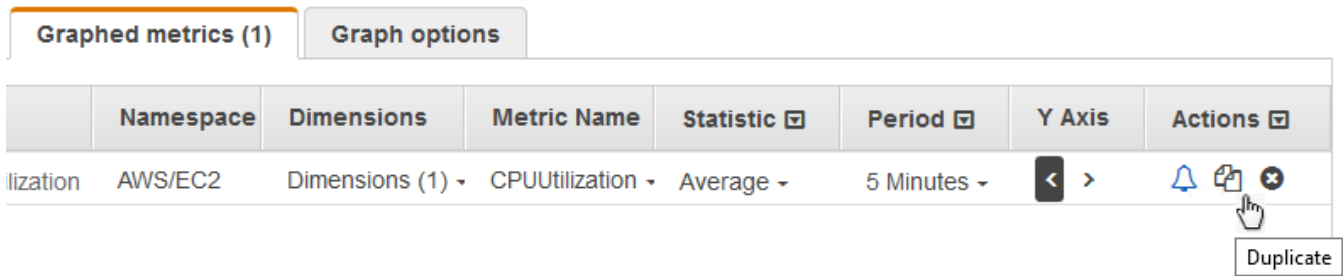 Graphed metrics (1) Graph options
Namespace Dimensions Metric Name Statistic Period Y Axis Actions
lization AWS/EC2 Dimensions (1) CPUUtilization Average 5 Minutes < >
Duplicate